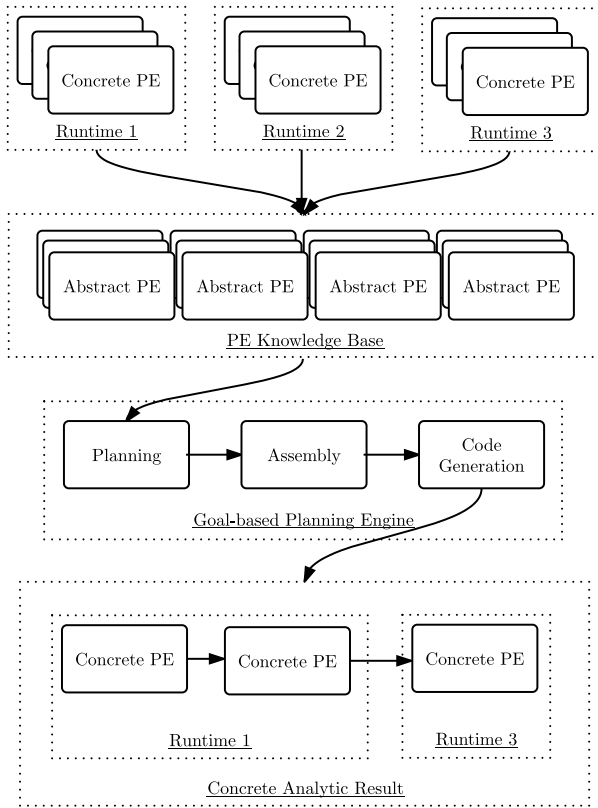 Concrete PE
Runtime 1
Concrete PE
Runtime 2
Concrete PE
Runtime 3
Abstract PE
Abstract PE
Abstract PE
Abstract PE
PE Knowledge Base
Planning
Assembly
Code
Generation
Goal-based Planning Engine
Concrete PE
Concrete PE
Runtime 1
Concrete PE
Runtime 3
Concrete Analytic Result